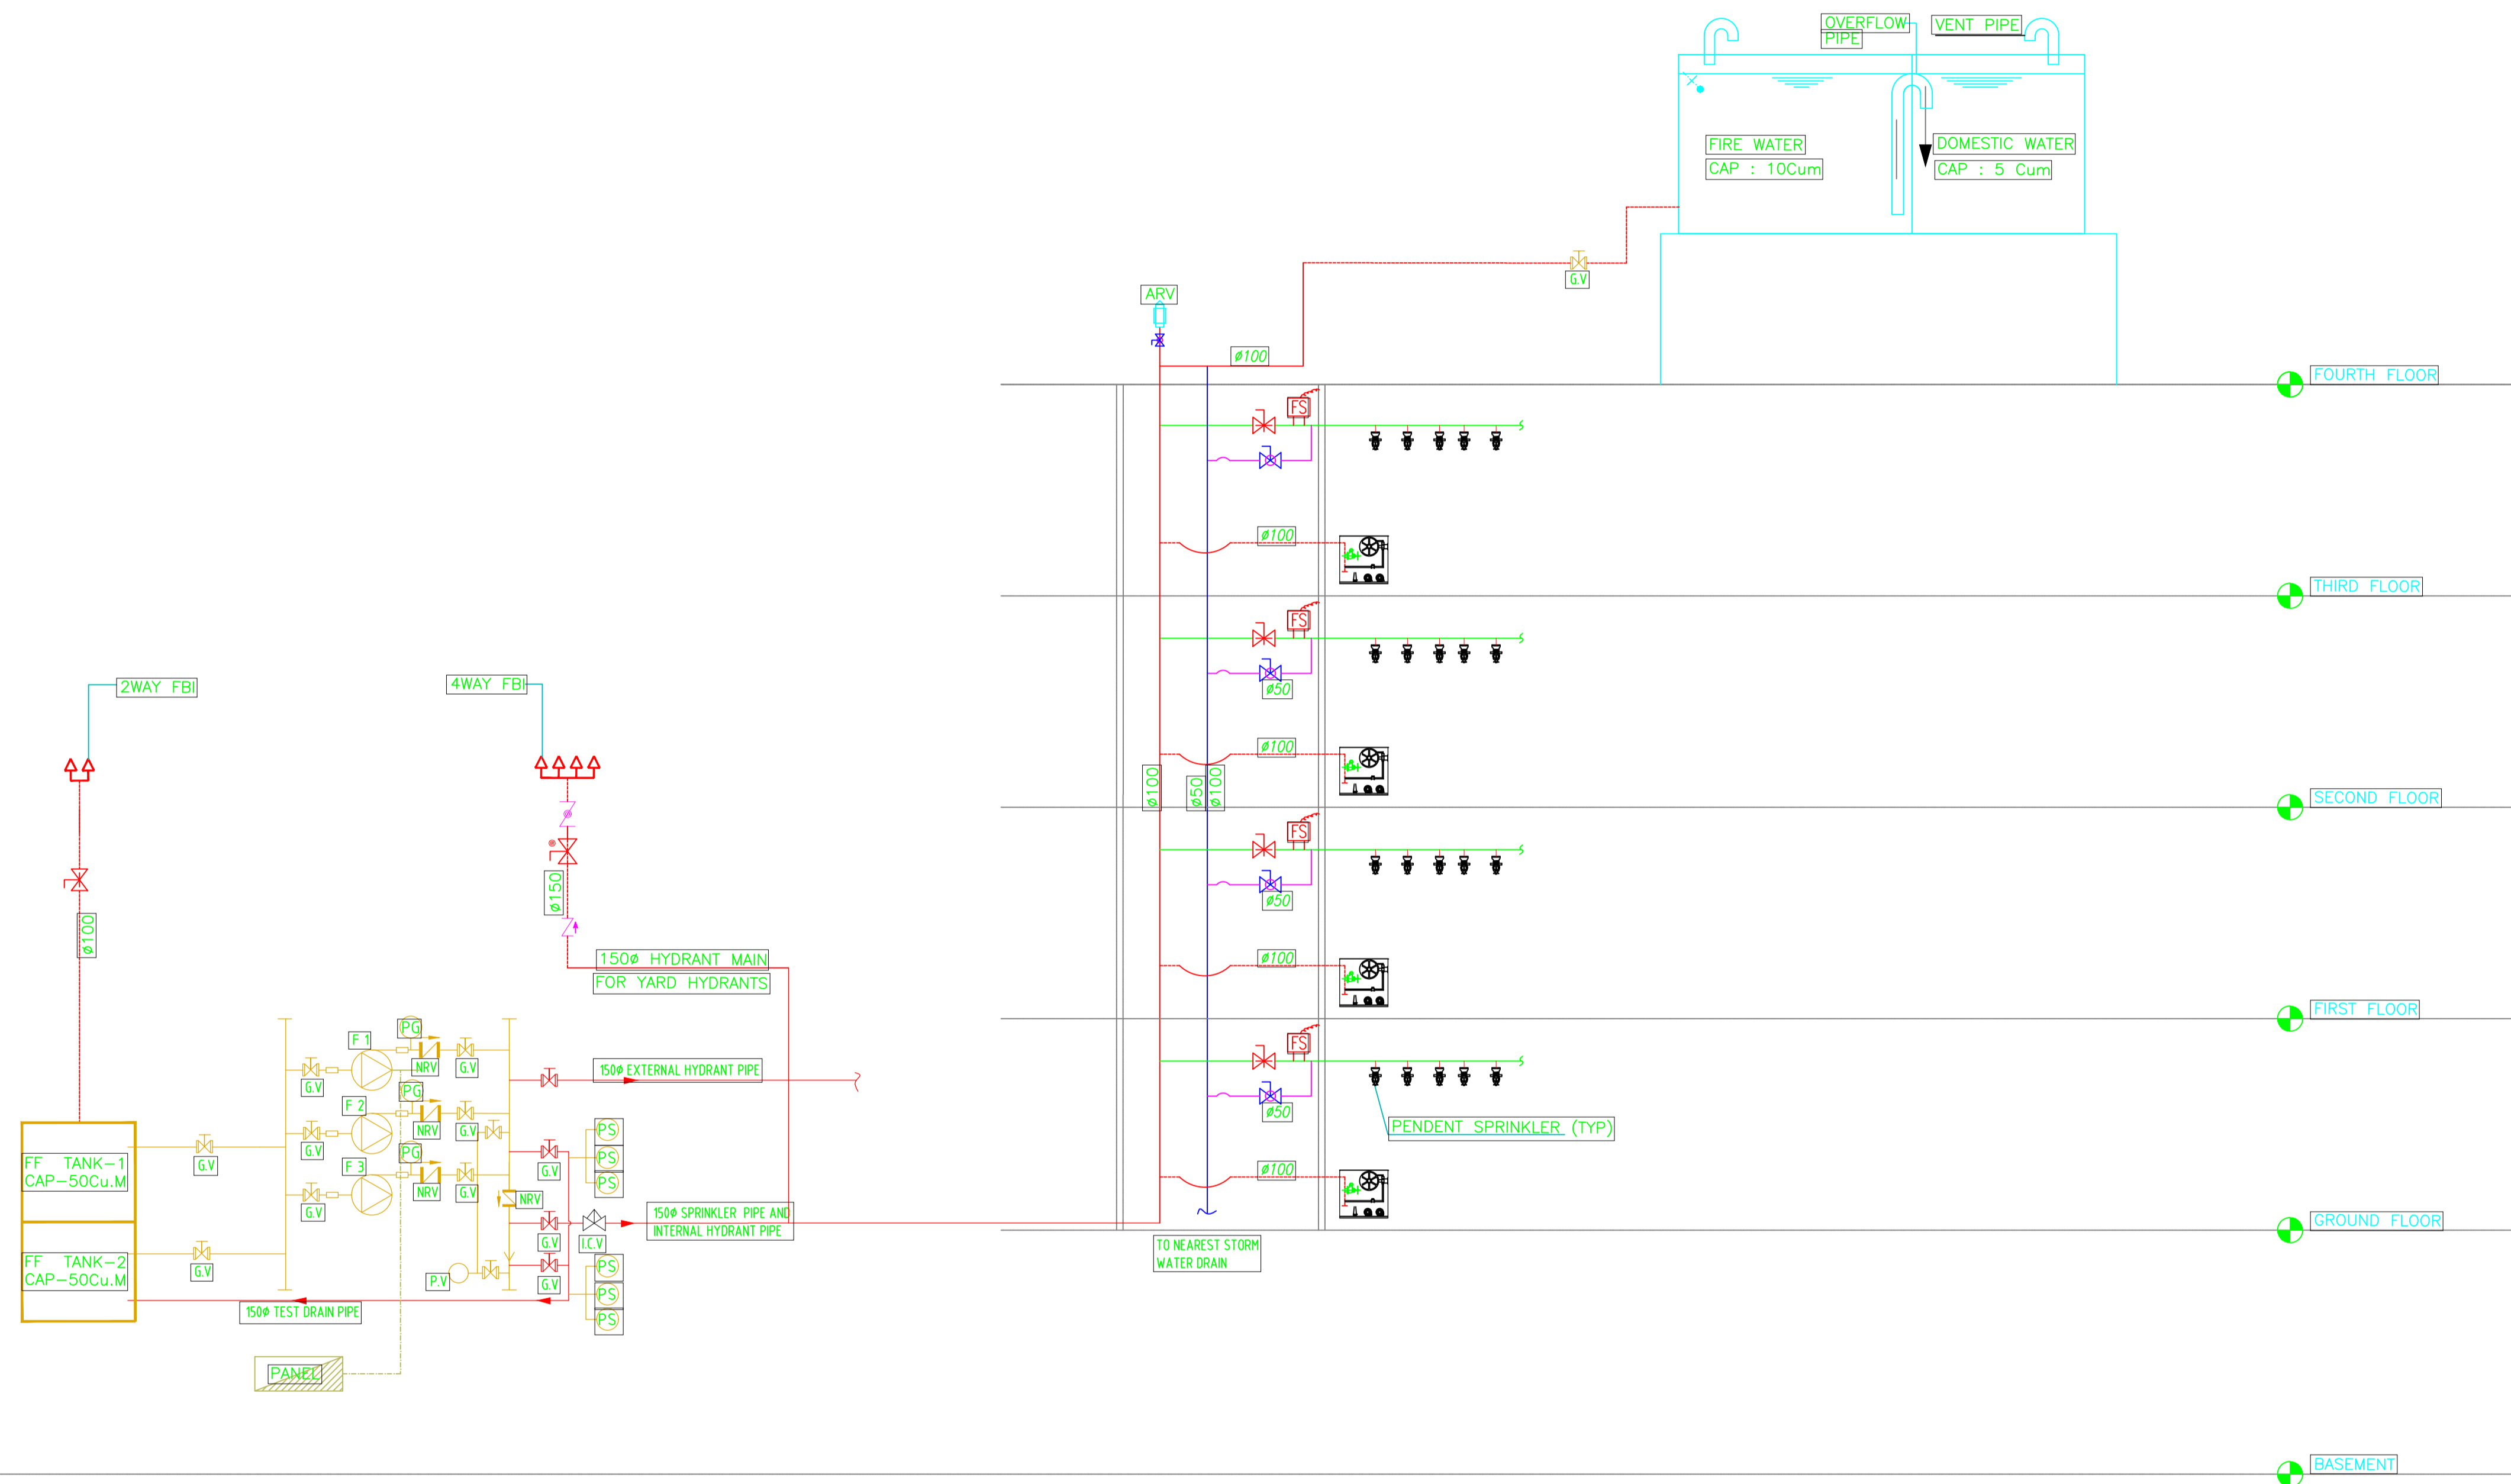 OVERFLOW
PIPE
VENT PIPE
FIRE WATER
CAP : 10Cum
DOMESTIC WATER
CAP : 5 Cum
G.V
ARV
ø100
FOURTH FLOOR
FS
ø100
THIRD FLOOR
FS
ø50
ø100
ø100
ø50
ø100
SECOND FLOOR
FS
ø50
ø100
FIRST FLOOR
FS
ø50
PENDENT SPRINKLER (TYP)
ø100
GROUND FLOOR
TO NEAREST STORM
WATER DRAIN
BASEMENT
2WAY FBI
4WAY FBI
ø100
ø150
150ø HYDRANT MAIN
FOR YARD HYDRANTS
F 1
PG
NRV
G.V
G.V
150ø EXTERNAL HYDRANT PIPE
F 2
PG
NRV
G.V
G.V
F 3
PG
NRV
G.V
G.V
PS
PS
PS
G.V
NRV
FF TANK-1
CAP-50Cu.M
G.V
150ø SPRINKLER PIPE AND
INTERNAL HYDRANT PIPE
G.V
I.C.V
FF TANK-2
CAP-50Cu.M
G.V
P.V
G.V
PS
PS
PS
150ø TEST DRAIN PIPE
PANEL